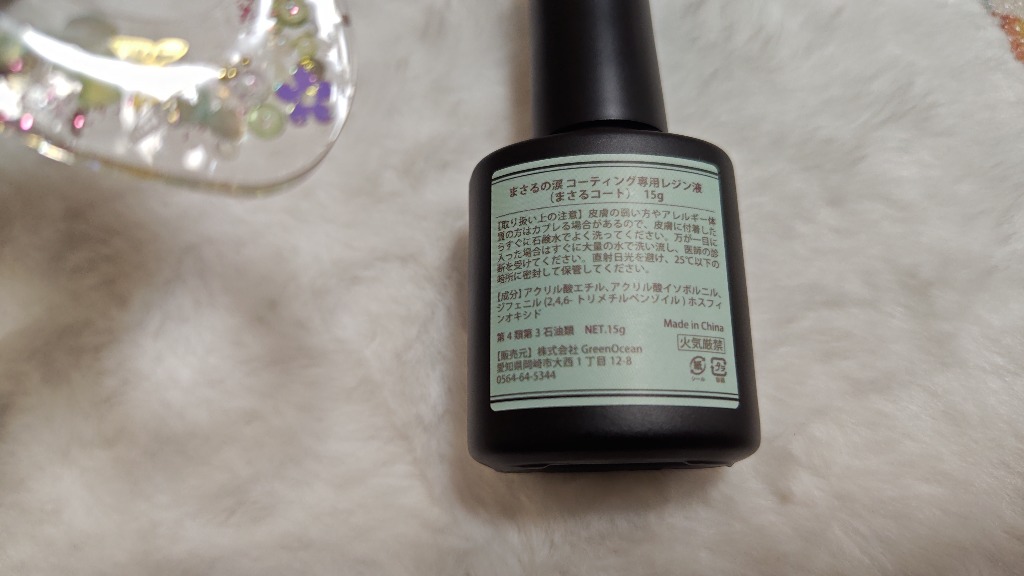 まさるの涙 コーティング専用レジン液
（まさるコート） 15g
【取り扱い上の注意】皮膚の弱い方やアレルギー体
質の方はカブレる場合があるので、皮膚に付着した
らすぐに石鹸水でよく洗ってください。万が一目に
入った場合はすぐに大量の水で洗い流し、医師の診
断を受けてください。直射日光を避け、25℃以下の
場所に密封して保管してください。
【成分】アクリル酸エチル、アクリル酸イソボルニル、
ジフェニル(2,4,6-トリメチルベンゾイル)ホスフィ
ンオキシド
第4類第3石油類 NET.15g
Made in China
火気厳禁
【販売元】株式会社 GreenOcean
愛知県岡崎市大西1丁目12-8
0564-64-5344